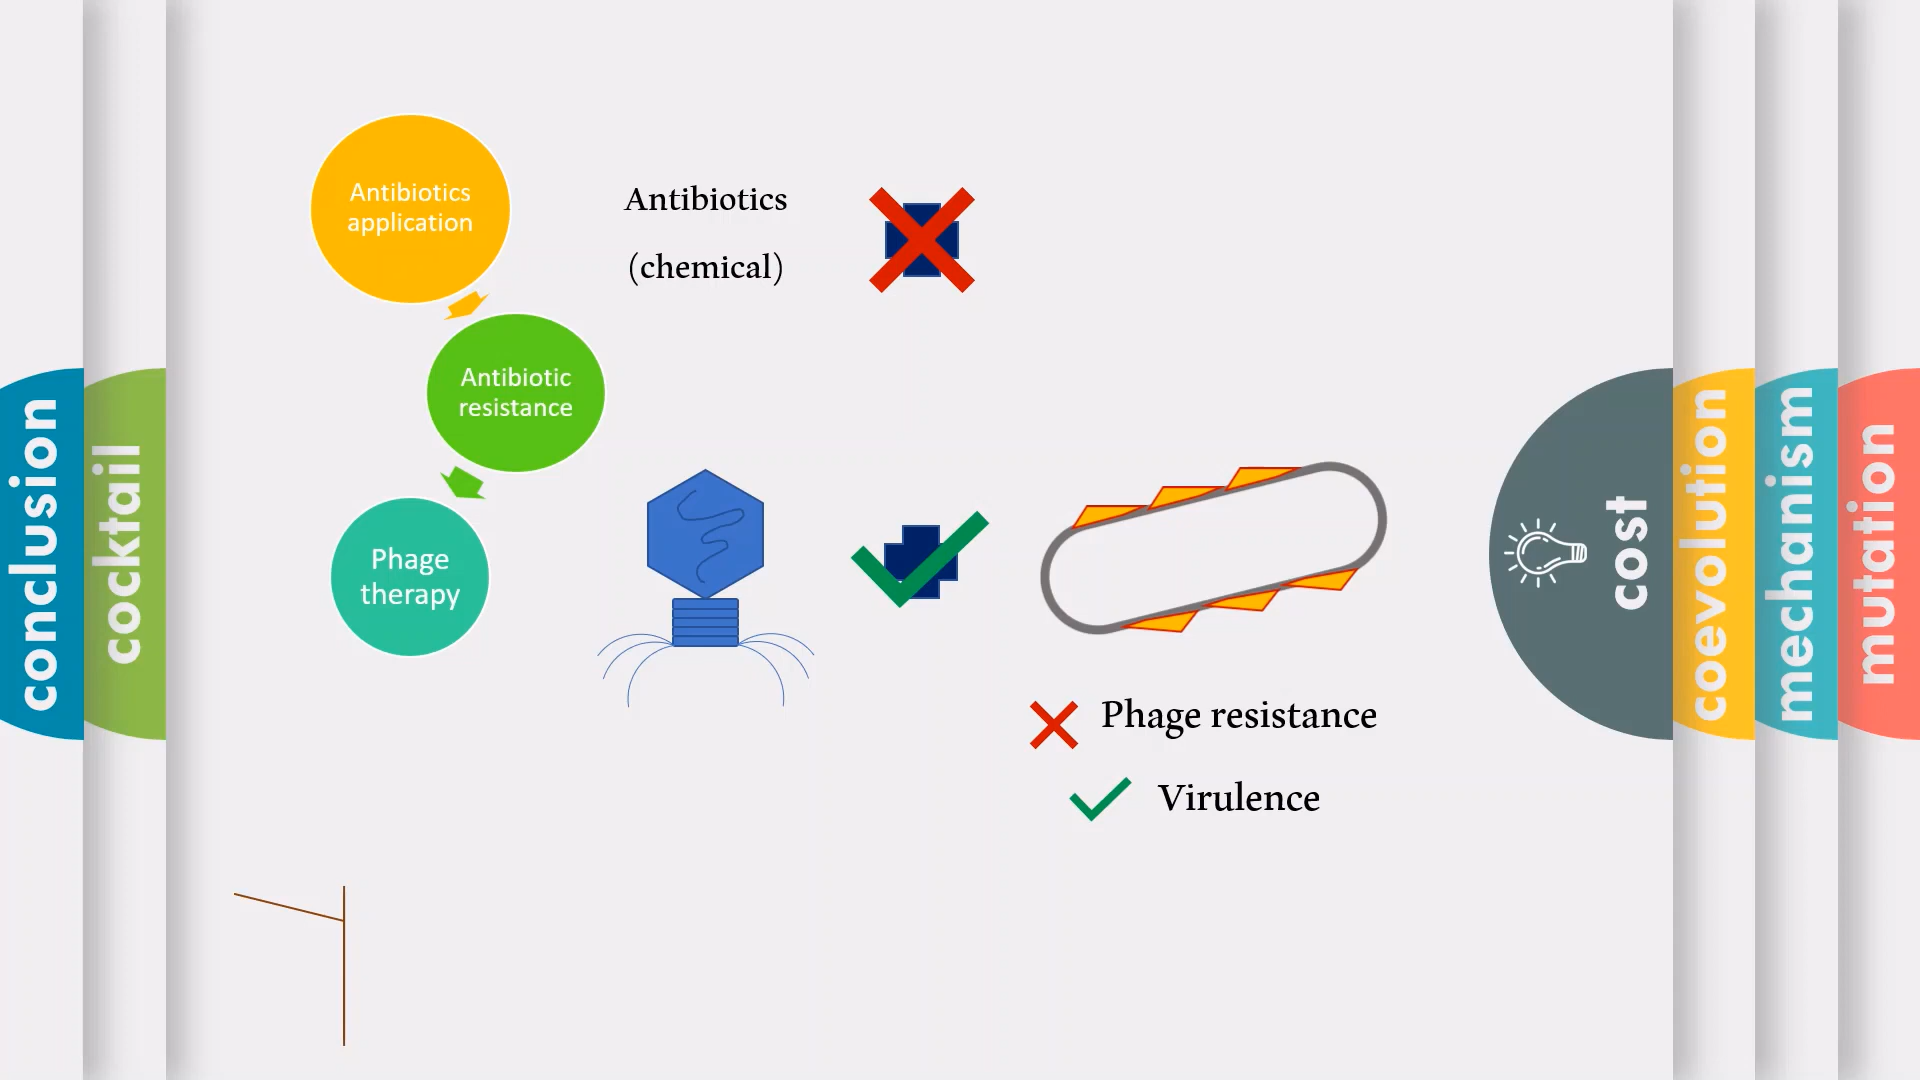 Antibiotics
application
Antibiotics
(chemical)
Antibiotic
resistance
Phage
therapy
Phage resistance
Virulence
conclusion
cocktail
cost
coevolution
mechanism
mutation